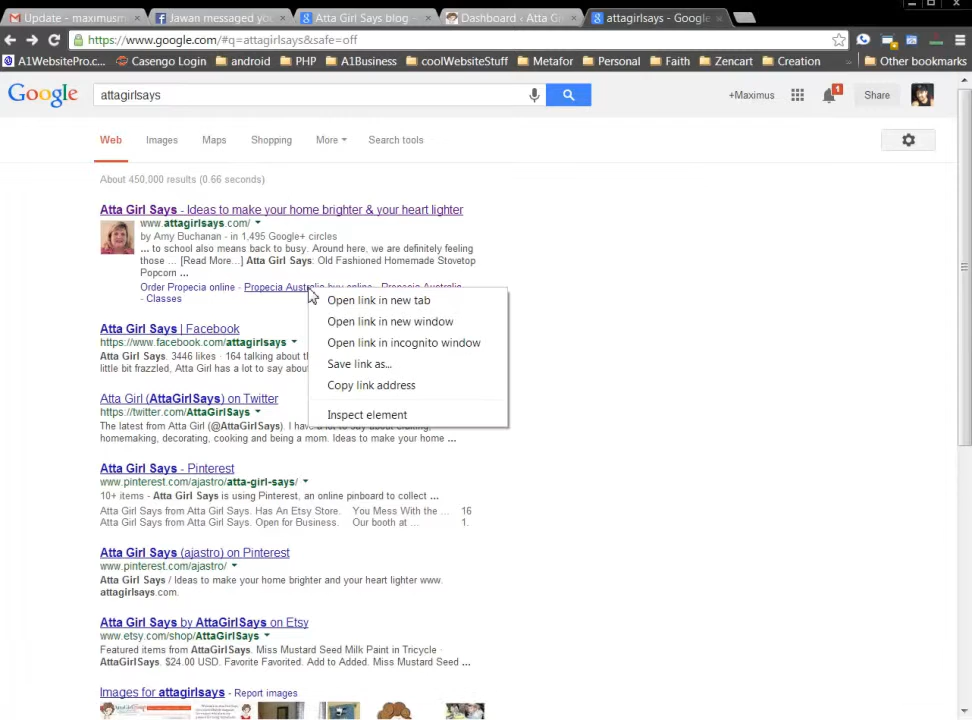 Update - maximusm
Jawan messaged yo
Atta Girl Says blog -
Dashboard ‹ Atta G
attagirlsays - Google
https://www.google.com/#q=attagirlsays&safe=off
A1WebsitePro.c...
Casengo Login
android
PHP
A1Business
coolWebsiteStuff
Metafor
Personal
Faith
Zencart
Creation
»
Other bookmarks
Google
attagirlsays
+Maximus
1
Share
Web
Images
Maps
Shopping
More
Search tools
About 450,000 results (0.66 seconds)
Atta Girl Says - Ideas to make your home brighter & your heart lighter
www.attagirlsays.com/
by Amy Buchanan - in 1,495 Google+ circles
... to school also means back to busy. Around here, we are definitely feeling
those ... [Read More...] Atta Girl Says: Old Fashioned Homemade Stovetop
Popcorn ...
Order Propecia online - Propecia Australia buy online - Propecia Australia
- Classes
Open link in new tab
Open link in new window
Open link in incognito window
Save link as...
Copy link address
Inspect element
Atta Girl Says | Facebook
https://www.facebook.com/attagirlsays
Atta Girl Says. 3446 likes · 164 talking about
little bit frazzled, Atta Girl has a lot to say abou
Atta Girl (AttaGirlSays) on Twitter
https://twitter.com/AttaGirlSays
The latest from Atta Girl (@AttaGirlSays). I have a lot to say about crafting,
homemaking, decorating, cooking and being a mom. Ideas to make your home ...
Atta Girl Says - Pinterest
www.pinterest.com/ajastro/atta-girl-says/
10+ items - Atta Girl Says is using Pinterest, an online pinboard to collect ...
Atta Girl Says from Atta Girl Says. Has An Etsy Store. You Mess With the ... 16
Atta Girl Says from Atta Girl Says. Open for Business. Our booth at ... 1.
Atta Girl Says (ajastro) on Pinterest
www.pinterest.com/ajastro/
Atta Girl Says / Ideas to make your home brighter and your heart lighter www.
attagirlsays.com.
Atta Girl Says by AttaGirlSays on Etsy
www.etsy.com/shop/AttaGirlSays
Featured items from AttaGirlSays. Miss Mustard Seed Milk Paint in Tricycle ·
AttaGirlSays. $24.00 USD. Favorite Favorited. Add to Added. Miss Mustard Seed ...
Images for attagirlsays - Report images